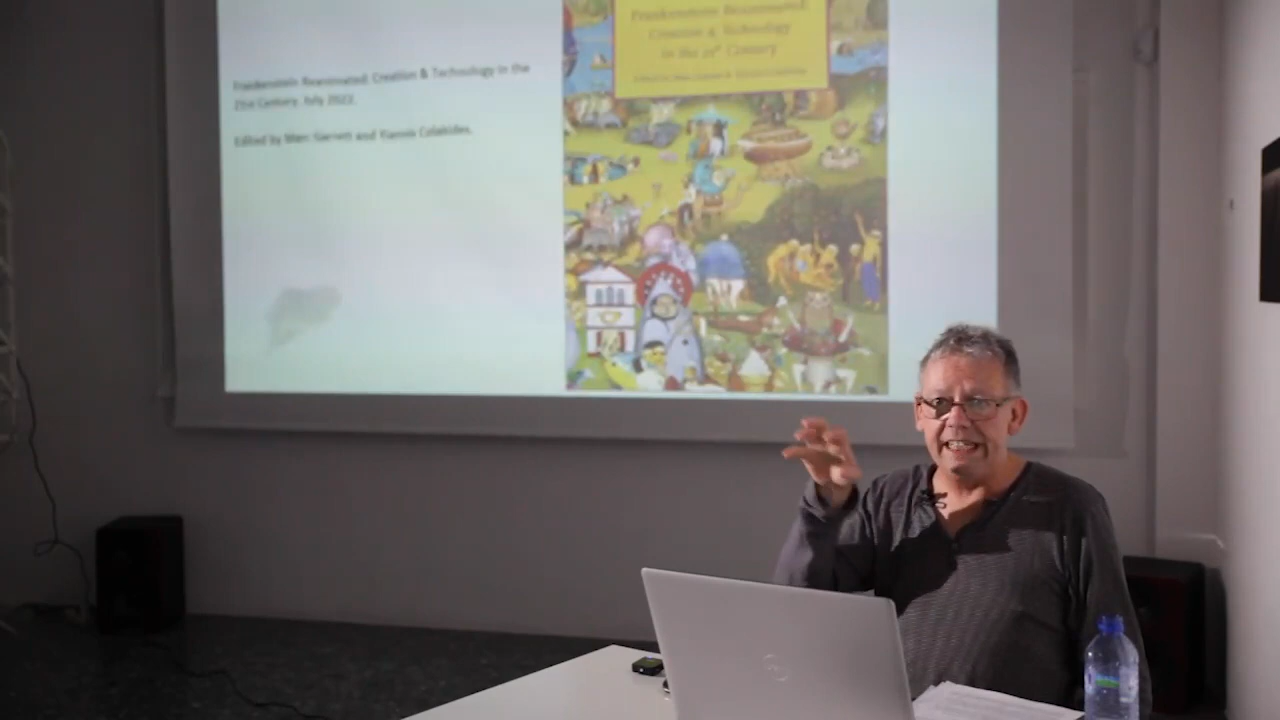 Frankenstein Reanimated: Creation & Technology in the
21st Century. July 2022.
Edited by Marc Garrett and Yiannis Colakides.
Frankenstein Reanimated:
Creation & Technology
in the 21st Century